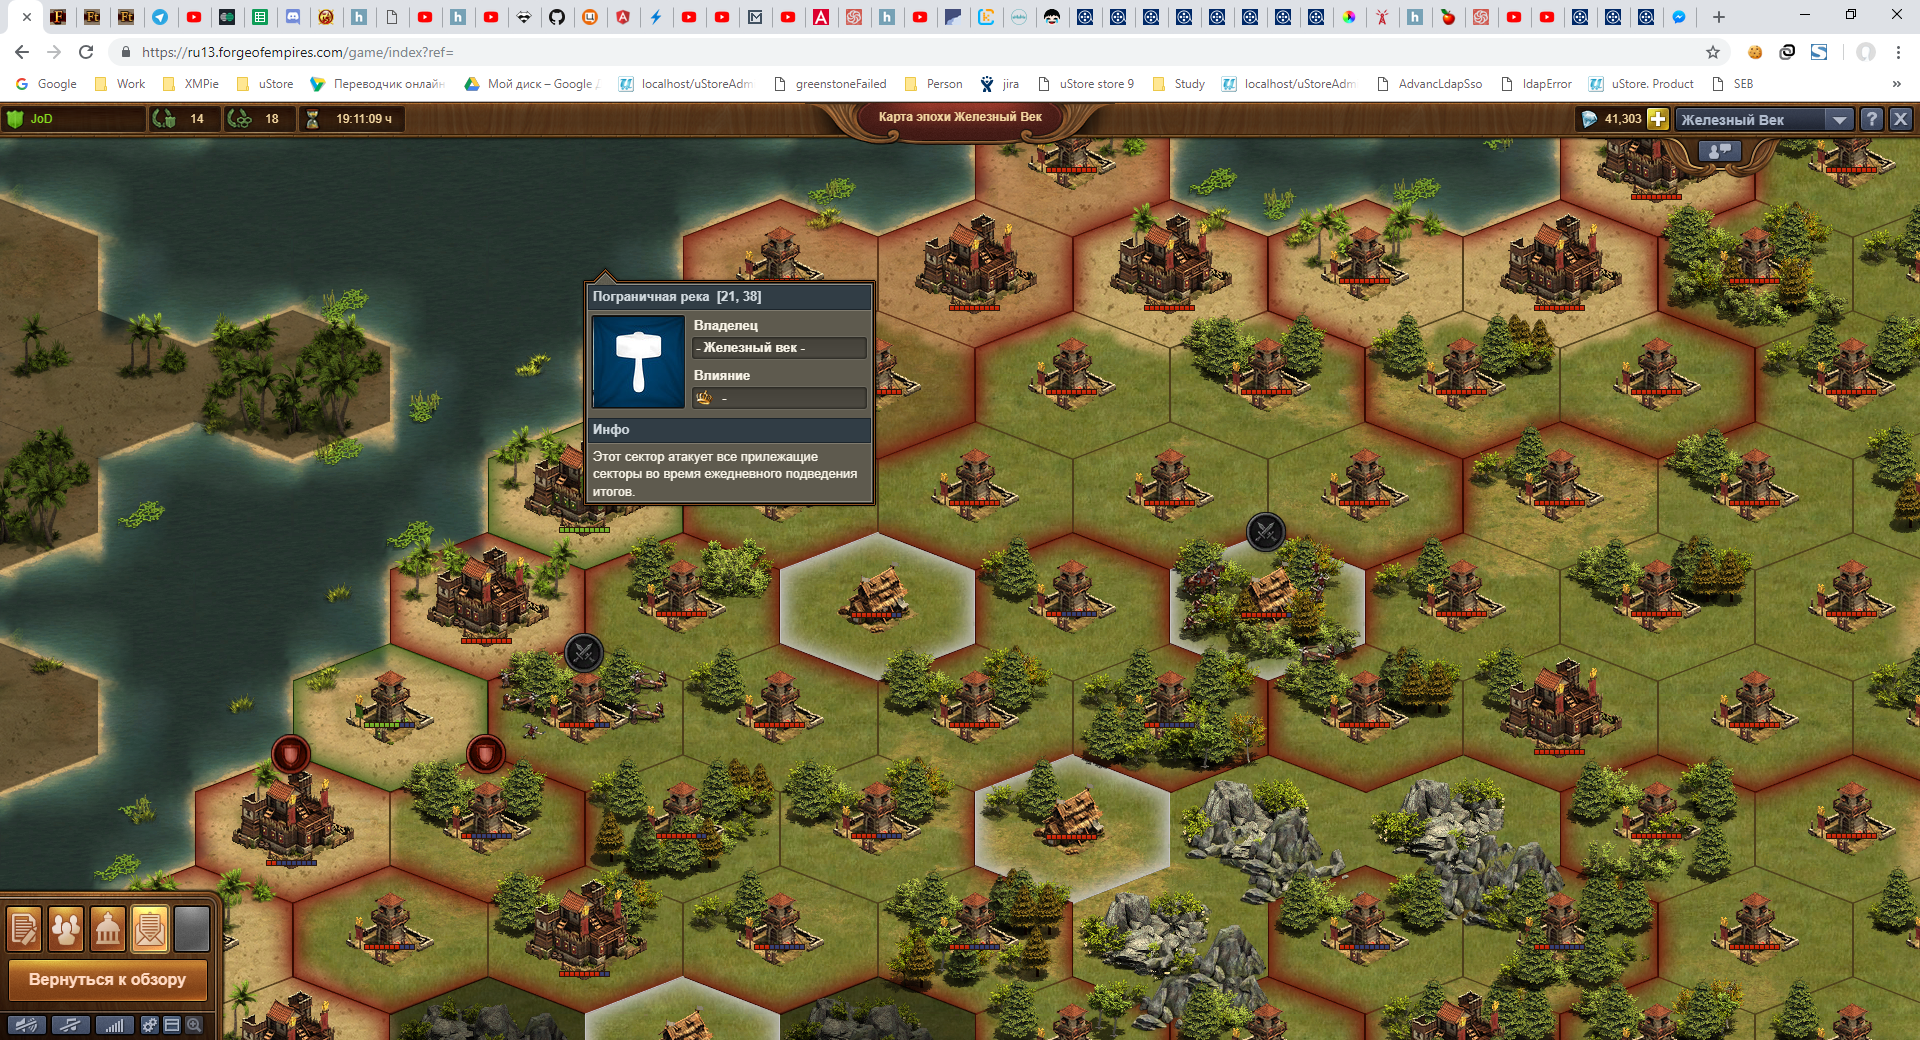 https://ru13.forgeofempires.com/game/index?ref=
Google
Work
XMPie
uStore
Переводчик онлайн
Мой диск – Google
localhost/uStoreAdm
greenstoneFailed
Person
jira
uStore store 9
Study
localhost/uStoreAdm
AdvancLdapSso
ldapError
uStore. Product
SEB
»
JoD
14
18
19:11:09 ч
Карта эпохи Железный Век
41,303
Железный Век
?
X
Пограничная река [21, 38]
Владелец
- Железный век -
Влияние
-
Инфо
Этот сектор атакует все прилежащие
секторы во время ежедневного подведения
итогов.
Вернуться к обзору